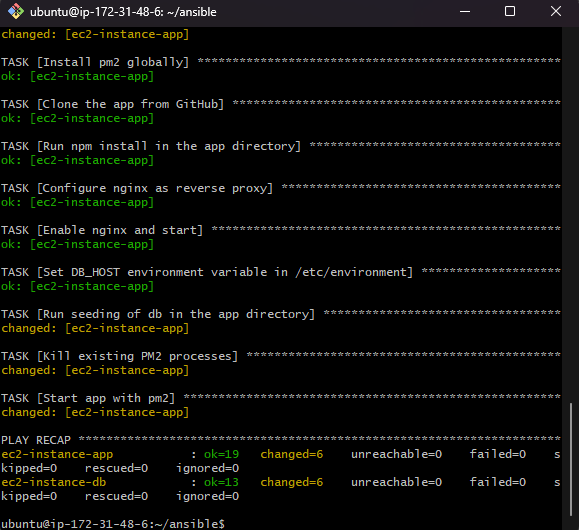 ubuntu@ip-172-31-48-6: ~/ansible
changed: [ec2-instance-app]
TASK [Install pm2 globally] ****************************************************
ok: [ec2-instance-app]
TASK [Clone the app from GitHub] ***********************************************
ok: [ec2-instance-app]
TASK [Run npm install in the app directory] ************************************
ok: [ec2-instance-app]
TASK [Configure nginx as reverse proxy] ****************************************
ok: [ec2-instance-app]
TASK [Enable nginx and start] **************************************************
ok: [ec2-instance-app]
TASK [Set DB_HOST environment variable in /etc/environment] ********************
ok: [ec2-instance-app]
TASK [Run seeding of db in the app directory] **********************************
changed: [ec2-instance-app]
TASK [Kill existing PM2 processes] *********************************************
changed: [ec2-instance-app]
TASK [Start app with pm2] ******************************************************
changed: [ec2-instance-app]
PLAY RECAP *********************************************************************
ec2-instance-app           : ok=19   changed=6    unreachable=0    failed=0    s
kipped=0    rescued=0    ignored=0
ec2-instance-db            : ok=13   changed=6    unreachable=0    failed=0    s
kipped=0    rescued=0    ignored=0
ubuntu@ip-172-31-48-6:~/ansible$